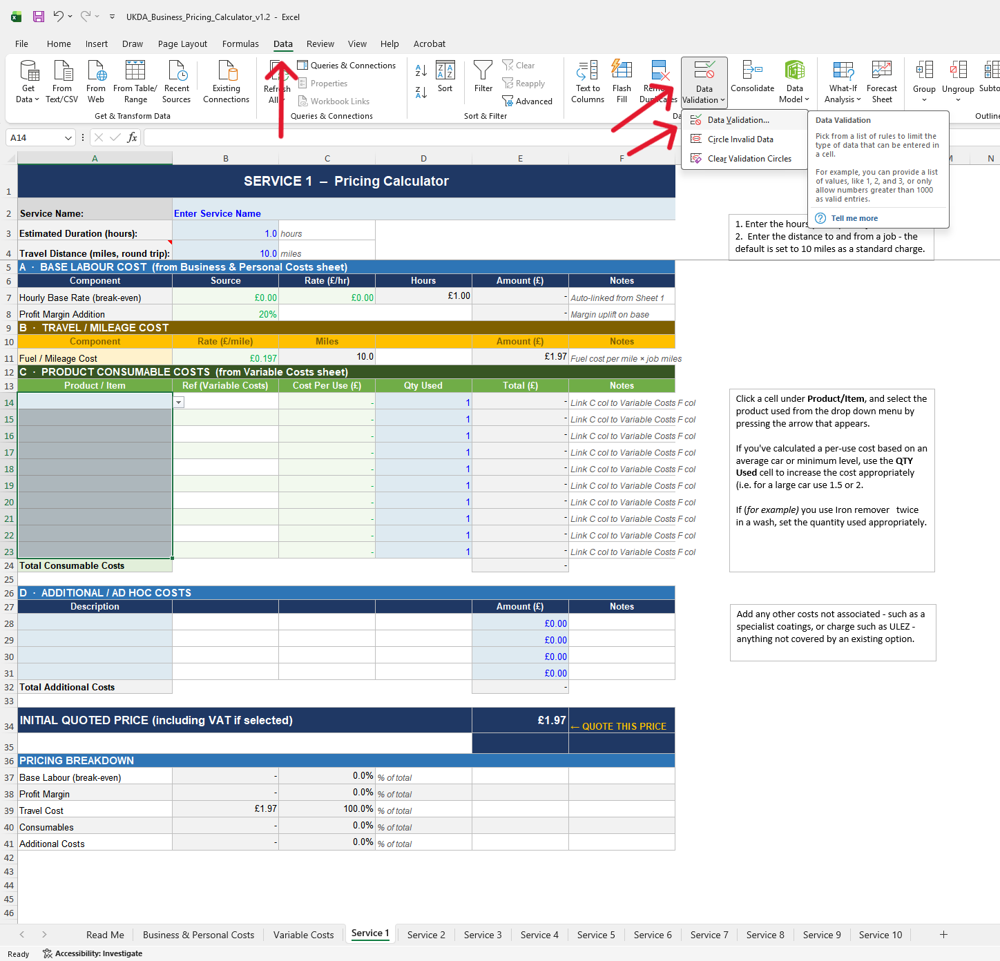 UKDA_Business_Pricing_Calculator_v1.2 - Excel
File Home Insert Draw Page Layout Formulas Data Review View Help Acrobat
Get Data
From Text/CSV
From Web
From Table/ Range
Recent Sources
Existing Connections
Get & Transform Data
Refresh All
Queries & Connections
Properties
Workbook Links
Queries & Connections
Sort
Filter
Clear
Reapply
Advanced
Sort & Filter
Text to Columns
Flash Fill
Data Validation
Consolidate
Data Model
What-If Analysis
Forecast Sheet
Group
Ungroup
Data Validation...
Circle Invalid Data
Clear Validation Circles
Data Validation
Pick from a list of rules to limit the
type of data that can be entered in
a cell.
For example, you can provide a list
of values, like 1, 2, and 3, or only
allow numbers greater than 1000
as valid entries.
Tell me more
A14 fx
A B C D E F M N
1 SERVICE 1 – Pricing Calculator
2 Service Name: Enter Service Name
3 Estimated Duration (hours): 1.0 hours
4 Travel Distance (miles, round trip): 10.0 miles
1. Enter the hours
2. Enter the distance to and from a job - the
default is set to 10 miles as a standard charge.
5 A · BASE LABOUR COST (from Business & Personal Costs sheet)
6 Component Source Rate (£/hr) Hours Amount (£) Notes
7 Hourly Base Rate (break-even) £0.00 £0.00 £1.00 - Auto-linked from Sheet 1
8 Profit Margin Addition 20% - Margin uplift on base
9 B · TRAVEL / MILEAGE COST
10 Component Rate (£/mile) Miles Amount (£) Notes
11 Fuel / Mileage Cost £0.197 10.0 £1.97 Fuel cost per mile × job miles
12 C · PRODUCT CONSUMABLE COSTS (from Variable Costs sheet)
13 Product / Item Ref (Variable Costs) Cost Per Use (£) Qty Used Total (£) Notes
14 - 1 - Link C col to Variable Costs F col
15 - 1 - Link C col to Variable Costs F col
16 - 1 - Link C col to Variable Costs F col
17 - 1 - Link C col to Variable Costs F col
18 - 1 - Link C col to Variable Costs F col
19 - 1 - Link C col to Variable Costs F col
20 - 1 - Link C col to Variable Costs F col
21 - 1 - Link C col to Variable Costs F col
22 - 1 - Link C col to Variable Costs F col
23 - 1 - Link C col to Variable Costs F col
24 Total Consumable Costs -
Click a cell under Product/Item, and select the
product used from the drop down menu by
pressing the arrow that appears.
If you've calculated a per-use cost based on an
average car or minimum level, use the QTY
Used cell to increase the cost appropriately
(i.e. for a large car use 1.5 or 2.
If (for example) you use Iron remover twice
in a wash, set the quantity used appropriately.
25
26 D · ADDITIONAL / AD HOC COSTS
27 Description Amount (£) Notes
28 £0.00
29 £0.00
30 £0.00
31 £0.00
32 Total Additional Costs -
Add any other costs not associated - such as a
specialist coatings, or charge such as ULEZ -
anything not covered by an existing option.
33
34 INITIAL QUOTED PRICE (including VAT if selected) £1.97 ← QUOTE THIS PRICE
35
36 PRICING BREAKDOWN
37 Base Labour (break-even) - 0.0% % of total
38 Profit Margin - 0.0% % of total
39 Travel Cost £1.97 100.0% % of total
40 Consumables - 0.0% % of total
41 Additional Costs - 0.0% % of total
42
43
44
45
46
Read Me Business & Personal Costs Variable Costs Service 1 Service 2 Service 3 Service 4 Service 5 Service 6 Service 7 Service 8 Service 9 Service 10 +
Ready Accessibility: Investigate